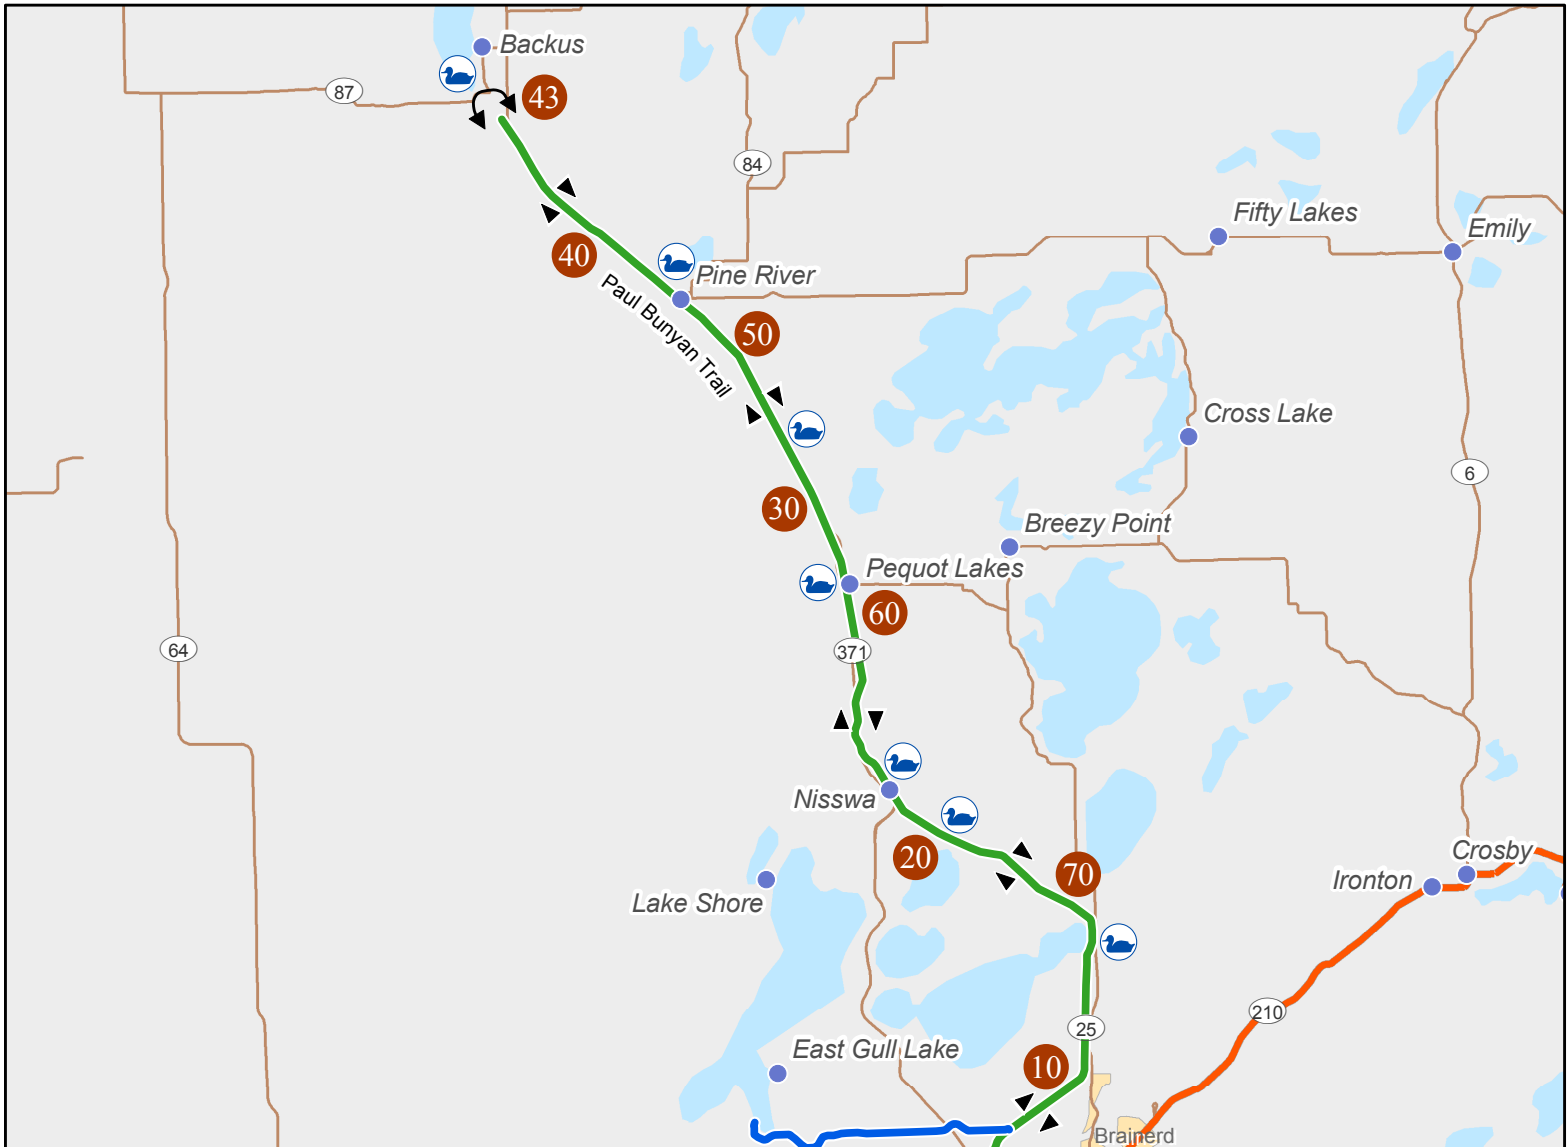 Backus
87
43
84
Fifty Lakes
Emily
40
Pine River
Paul Bunyan Trail
50
Cross Lake
6
30
Breezy Point
Pequot Lakes
60
64
371
Nisswa
20
70
Crosby
Ironton
Lake Shore
210
25
East Gull Lake
10
Brainerd